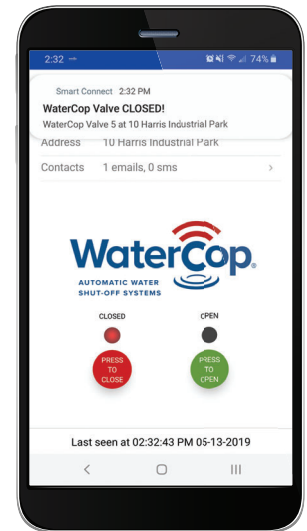 2:32
74%
Smart Connect 2:32 PM
WaterCop Valve CLOSED!
WaterCop Valve 5 at 10 Harris Industrial Park
Address 10 Harris Industrial Park
Contacts 1 emails, 0 sms >
WaterCop®
AUTOMATIC WATER
SHUT-OFF SYSTEMS
CLOSED OPEN
PRESS TO CLOSE
PRESS TO OPEN
Last seen at 02:32:43 PM 05-13-2019